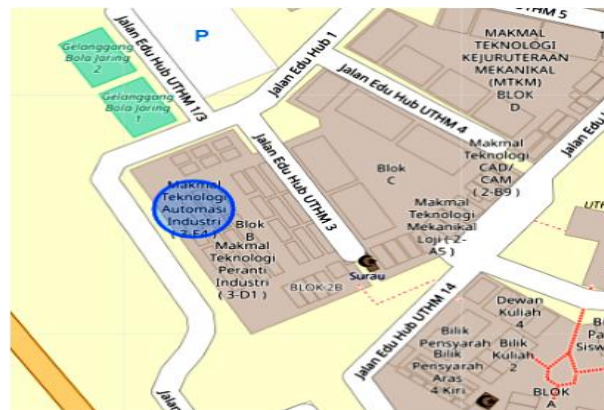 UTHM 5
P
Gelanggang
Bola Jaring
2
Gelanggang
Bola Jaring
1
Jalan Edu Hub UTHM 1/3
Jalan Edu Hub 1
MAKMAL
TEKNOLOGI
KEJURUTERAAN
MEKANIKAL
(MTKM)
BLOK
D
Jalan Edu Hub UTHM 4
Jalan Edu
Makmal
Teknologi
CAD/
CAM
( 2-B9 )
Jalan Edu Hub UTHM 3
Blok
C
Makmal
Teknologi
Automasi
Industri
( 3-E4 )
Blok
B
Makmal
Teknologi
Peranti
Industri
( 3-D1 )
Makmal
Teknologi
Mekanikal
Loji ( 2-
A5 )
BLOK 2B
Surau
Jalan Edu Hub UTHM 14
Dewan
Kuliah
4
Bilik
Pensyarah
Bilik
Pensyarah
Aras
4 Kiri
Bilik
Kuliah
2
BLOK
A
Jalan